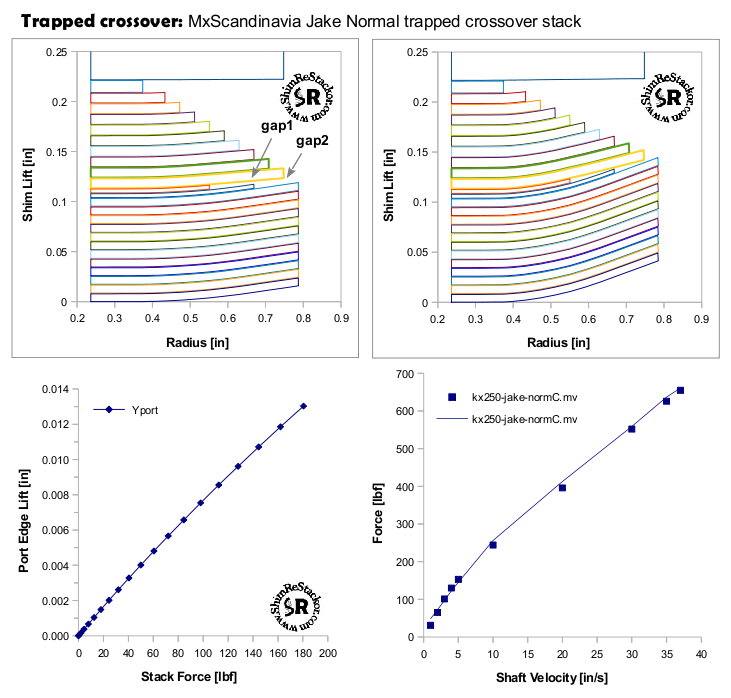 Trapped crossover: MxScandinavia Jake Normal trapped crossover stack
0.25
0.2
0.15
0.1
0.05
0
Shim Lift [in]
gap1
gap2
www.ShimReStackor.com
SR
0.2 0.3 0.4 0.5 0.6 0.7 0.8 0.9
Radius [in]
0.25
0.2
0.15
0.1
0.05
0
Shim Lift [in]
www.ShimReStackor.com
SR
0.2 0.3 0.4 0.5 0.6 0.7 0.8 0.9
Radius [in]
0.014
0.012
0.010
0.008
0.006
0.004
0.002
0.000
Port Edge Lift [in]
Yport
www.ShimReStackor.com
SR
0 20 40 60 80 100 120 140 160 180 200
Stack Force [lbf]
700
600
500
400
300
200
100
0
Force [lbf]
kx250-jake-normC.mv
kx250-jake-normC.mv
0 5 10 15 20 25 30 35 40
Shaft Velocity [in/s]